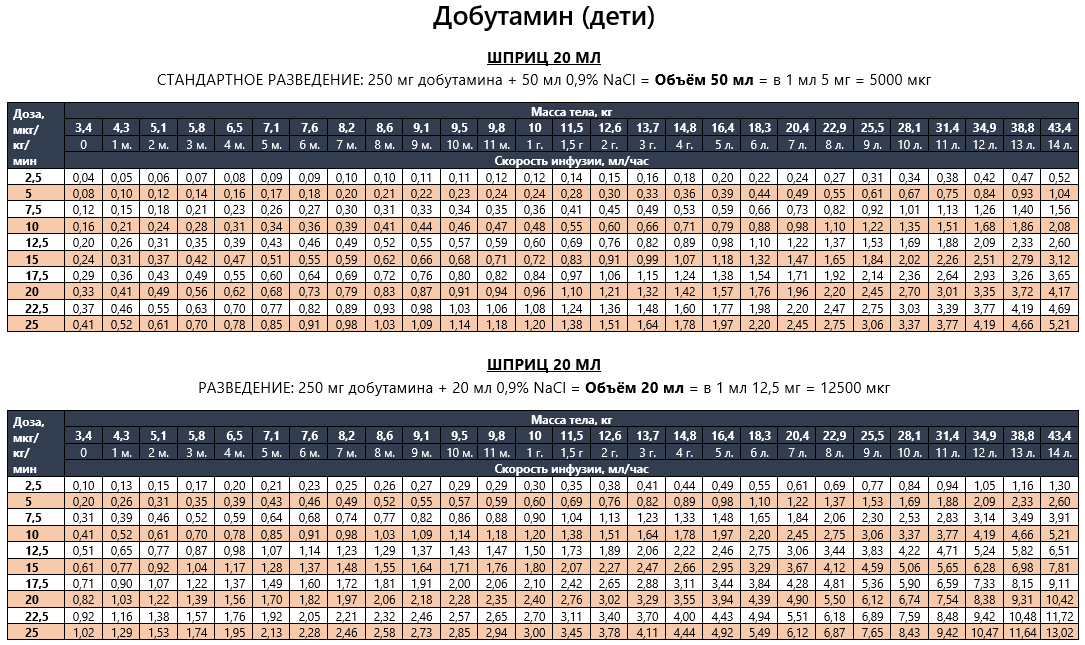 Добутамин (дети)
ШПРИЦ 20 МЛ
СТАНДАРТНОЕ РАЗВЕДЕНИЕ: 250 мг добутамина + 50 мл 0,9% NaCl = Объём 50 мл = в 1 мл 5 мг = 5000 мкг
Доза, мкг/ кг/ мин
Масса тела, кг
3,4 4,3 5,1 5,8 6,5 7,1 7,6 8,2 8,6 9,1 9,5 9,8 10 11,5 12,6 13,7 14,8 16,4 18,3 20,4 22,9 25,5 28,1 31,4 34,9 38,8 43,4
0 1 м. 2 м. 3 м. 4 м. 5 м. 6 м. 7 м. 8 м. 9 м. 10 м. 11 м. 1 г. 1,5 г 2 г. 3 г. 4 г. 5 л. 6 л. 7 л. 8 л. 9 л. 10 л. 11 л. 12 л. 13 л. 14 л.
Скорость инфузии, мл/час
2,5 0,04 0,05 0,06 0,07 0,08 0,09 0,09 0,10 0,10 0,11 0,11 0,12 0,12 0,14 0,15 0,16 0,18 0,20 0,22 0,24 0,27 0,31 0,34 0,38 0,42 0,47 0,52
5 0,08 0,10 0,12 0,14 0,16 0,17 0,18 0,20 0,21 0,22 0,23 0,24 0,24 0,28 0,30 0,33 0,36 0,39 0,44 0,49 0,55 0,61 0,67 0,75 0,84 0,93 1,04
7,5 0,12 0,15 0,18 0,21 0,23 0,26 0,27 0,30 0,31 0,33 0,34 0,35 0,36 0,41 0,45 0,49 0,53 0,59 0,66 0,73 0,82 0,92 1,01 1,13 1,26 1,40 1,56
10 0,16 0,21 0,24 0,28 0,31 0,34 0,36 0,39 0,41 0,44 0,46 0,47 0,48 0,55 0,60 0,66 0,71 0,79 0,88 0,98 1,10 1,22 1,35 1,51 1,68 1,86 2,08
12,5 0,20 0,26 0,31 0,35 0,39 0,43 0,46 0,49 0,52 0,55 0,57 0,59 0,60 0,69 0,76 0,82 0,89 0,98 1,10 1,22 1,37 1,53 1,69 1,88 2,09 2,33 2,60
15 0,24 0,31 0,37 0,42 0,47 0,51 0,55 0,59 0,62 0,66 0,68 0,71 0,72 0,83 0,91 0,99 1,07 1,18 1,32 1,47 1,65 1,84 2,02 2,26 2,51 2,79 3,12
17,5 0,29 0,36 0,43 0,49 0,55 0,60 0,64 0,69 0,72 0,76 0,80 0,82 0,84 0,97 1,06 1,15 1,24 1,38 1,54 1,71 1,92 2,14 2,36 2,64 2,93 3,26 3,65
20 0,33 0,41 0,49 0,56 0,62 0,68 0,73 0,79 0,83 0,87 0,91 0,94 0,96 1,10 1,21 1,32 1,42 1,57 1,76 1,96 2,20 2,45 2,70 3,01 3,35 3,72 4,17
22,5 0,37 0,46 0,55 0,63 0,70 0,77 0,82 0,89 0,93 0,98 1,03 1,06 1,08 1,24 1,36 1,48 1,60 1,77 1,98 2,20 2,47 2,75 3,03 3,39 3,77 4,19 4,69
25 0,41 0,52 0,61 0,70 0,78 0,85 0,91 0,98 1,03 1,09 1,14 1,18 1,20 1,38 1,51 1,64 1,78 1,97 2,20 2,45 2,75 3,06 3,37 3,77 4,19 4,66 5,21
ШПРИЦ 20 МЛ
РАЗВЕДЕНИЕ: 250 мг добутамина + 20 мл 0,9% NaCl = Объём 20 мл = в 1 мл 12,5 мг = 12500 мкг
Доза, мкг/ кг/ мин
Масса тела, кг
3,4 4,3 5,1 5,8 6,5 7,1 7,6 8,2 8,6 9,1 9,5 9,8 10 11,5 12,6 13,7 14,8 16,4 18,3 20,4 22,9 25,5 28,1 31,4 34,9 38,8 43,4
0 1 м. 2 м. 3 м. 4 м. 5 м. 6 м. 7 м. 8 м. 9 м. 10 м. 11 м. 1 г. 1,5 г 2 г. 3 г. 4 г. 5 л. 6 л. 7 л. 8 л. 9 л. 10 л. 11 л. 12 л. 13 л. 14 л.
Скорость инфузии, мл/час
2,5 0,10 0,13 0,15 0,17 0,20 0,21 0,23 0,25 0,26 0,27 0,29 0,29 0,30 0,35 0,38 0,41 0,44 0,49 0,55 0,61 0,69 0,77 0,84 0,94 1,05 1,16 1,30
5 0,20 0,26 0,31 0,35 0,39 0,43 0,46 0,49 0,52 0,55 0,57 0,59 0,60 0,69 0,76 0,82 0,89 0,98 1,10 1,22 1,37 1,53 1,69 1,88 2,09 2,33 2,60
7,5 0,31 0,39 0,46 0,52 0,59 0,64 0,68 0,74 0,77 0,82 0,86 0,88 0,90 1,04 1,13 1,23 1,33 1,48 1,65 1,84 2,06 2,30 2,53 2,83 3,14 3,49 3,91
10 0,41 0,52 0,61 0,70 0,78 0,85 0,91 0,98 1,03 1,09 1,14 1,18 1,20 1,38 1,51 1,64 1,78 1,97 2,20 2,45 2,75 3,06 3,37 3,77 4,19 4,66 5,21
12,5 0,51 0,65 0,77 0,87 0,98 1,07 1,14 1,23 1,29 1,37 1,43 1,47 1,50 1,73 1,89 2,06 2,22 2,46 2,75 3,06 3,44 3,83 4,22 4,71 5,24 5,82 6,51
15 0,61 0,77 0,92 1,04 1,17 1,28 1,37 1,48 1,55 1,64 1,71 1,76 1,80 2,07 2,27 2,47 2,66 2,95 3,29 3,67 4,12 4,59 5,06 5,65 6,28 6,98 7,81
17,5 0,71 0,90 1,07 1,22 1,37 1,49 1,60 1,72 1,81 1,91 2,00 2,06 2,10 2,42 2,65 2,88 3,11 3,44 3,84 4,28 4,81 5,36 5,90 6,59 7,33 8,15 9,11
20 0,82 1,03 1,22 1,39 1,56 1,70 1,82 1,97 2,06 2,18 2,28 2,35 2,40 2,76 3,02 3,29 3,55 3,94 4,39 4,90 5,50 6,12 6,74 7,54 8,38 9,31 10,42
22,5 0,92 1,16 1,38 1,57 1,76 1,92 2,05 2,21 2,32 2,46 2,57 2,65 2,70 3,11 3,40 3,70 4,00 4,43 4,94 5,51 6,18 6,89 7,59 8,48 9,42 10,48 11,72
25 1,02 1,29 1,53 1,74 1,95 2,13 2,28 2,46 2,58 2,73 2,85 2,94 3,00 3,45 3,78 4,11 4,44 4,92 5,49 6,12 6,87 7,65 8,43 9,42 10,47 11,64 13,02